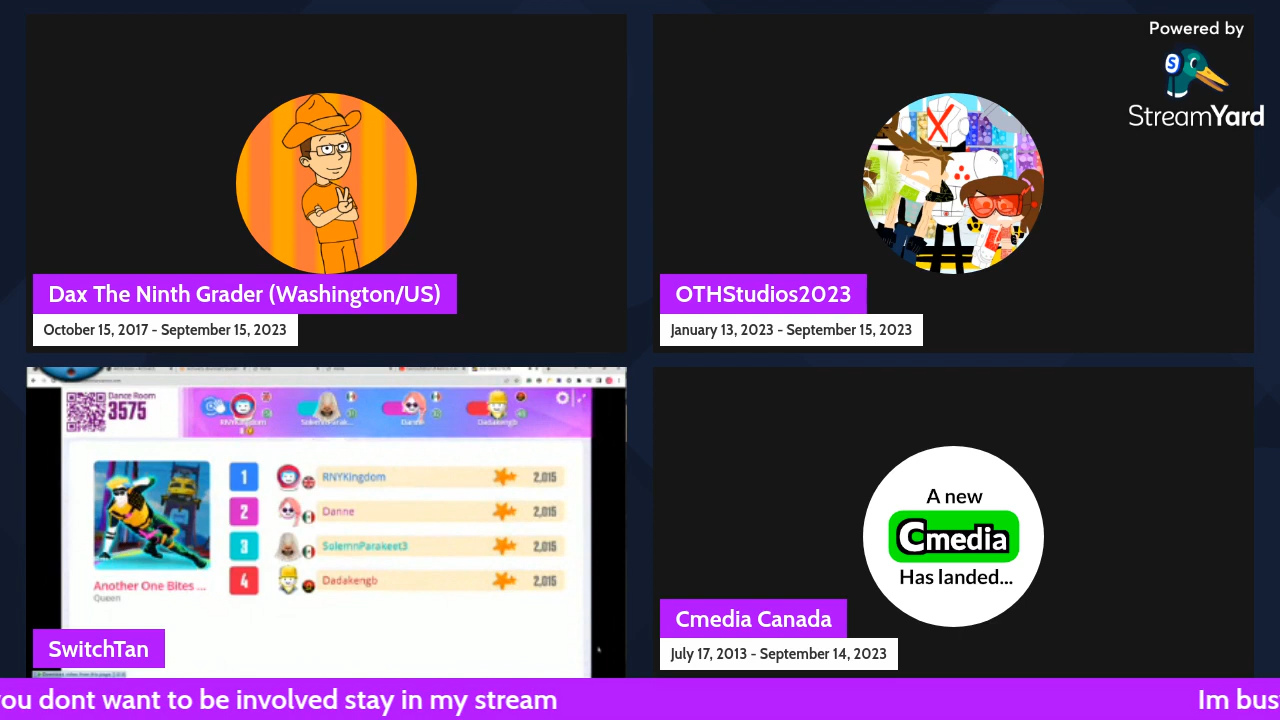 Powered by
StreamYard
Dax The Ninth Grader (Washington/US)
October 15, 2017 - September 15, 2023
OTHStudios2023
January 13, 2023 - September 15, 2023
Dance Room
3575
RNYKingdom
SolemnParak...
Danne
Dadakengb
1 RNYKingdom 2,015
2 Danne 2,015
3 SolemnParakeet3 2,015
4 Dadakengb 2,015
Another One Bites ...
Queen
SwitchTan
A new
Cmedia
Has landed...
Cmedia Canada
July 17, 2013 - September 14, 2023
you dont want to be involved stay in my stream
Im bus